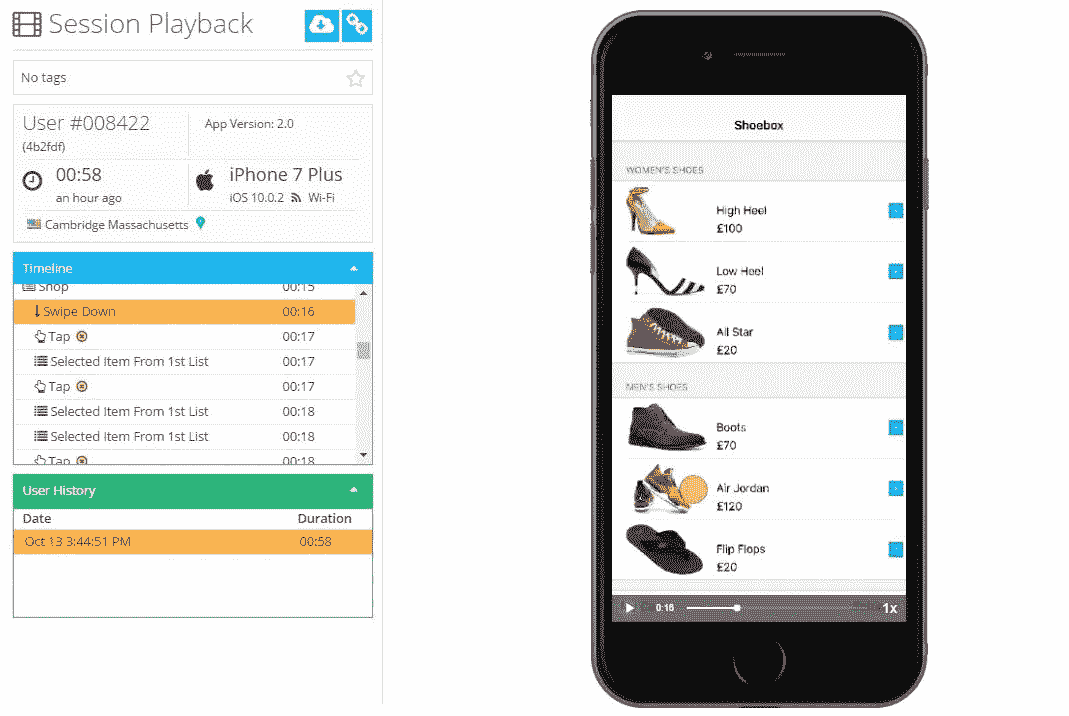 Session Playback
No tags
User #008422
(4b2fdf)
App Version: 2.0
00:58
an hour ago
iPhone 7 Plus
iOS 10.0.2 Wi-Fi
Cambridge Massachusetts
Timeline
Shop 00:15
Swipe Down 00:16
Tap 00:17
Selected Item From 1st List 00:17
Tap 00:17
Selected Item From 1st List 00:18
Selected Item From 1st List 00:18
Tap 00:18
User History
Date Duration
Oct 13 3:44:51 PM 00:58
Shoebox
WOMEN'S SHOES
High Heel
£100
Low Heel
£70
All Star
£20
MEN'S SHOES
Boots
£70
Air Jordan
£120
Flip Flops
£20
0:16 1x